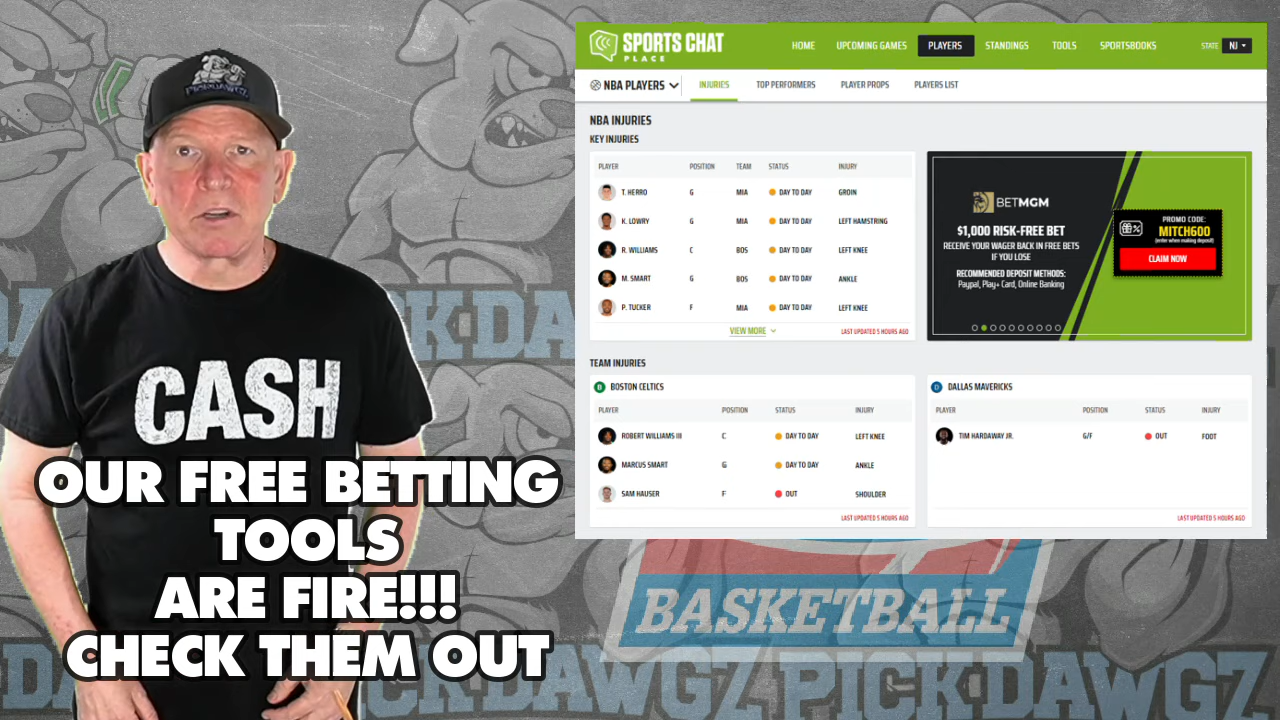 PICKDAWGZ
CASH
OUR FREE BETTING
TOOLS
ARE FIRE!!!
CHECK THEM OUT
SPORTS CHAT
PLACE
HOME UPCOMING GAMES PLAYERS STANDINGS TOOLS SPORTSBOOKS STATE NJ
NBA PLAYERS INJURIES TOP PERFORMERS PLAYER PROPS PLAYERS LIST
NBA INJURIES
KEY INJURIES
PLAYER POSITION TEAM STATUS INJURY
T. HERRO G MIA DAY TO DAY GROIN
K. LOWRY G MIA DAY TO DAY LEFT HAMSTRING
R. WILLIAMS C BOS DAY TO DAY LEFT KNEE
M. SMART G BOS DAY TO DAY ANKLE
P. TUCKER F MIA DAY TO DAY LEFT KNEE
VIEW MORE LAST UPDATED 5 HOURS AGO
BETMGM
$1,000 RISK-FREE BET
RECEIVE YOUR WAGER BACK IN FREE BETS
IF YOU LOSE
RECOMMENDED DEPOSIT METHODS:
Paypal, Play+ Card, Online Banking
PROMO CODE:
MITCH600
(enter when making deposit)
CLAIM NOW
TEAM INJURIES
B BOSTON CELTICS
PLAYER POSITION STATUS INJURY
ROBERT WILLIAMS III C DAY TO DAY LEFT KNEE
MARCUS SMART G DAY TO DAY ANKLE
SAM HAUSER F OUT SHOULDER
LAST UPDATED 5 HOURS AGO
D DALLAS MAVERICKS
PLAYER POSITION STATUS INJURY
TIM HARDAWAY JR. G/F OUT FOOT
LAST UPDATED 5 HOURS AGO
BASKETBALL
PICKDAWGZ PICKDAWGZ